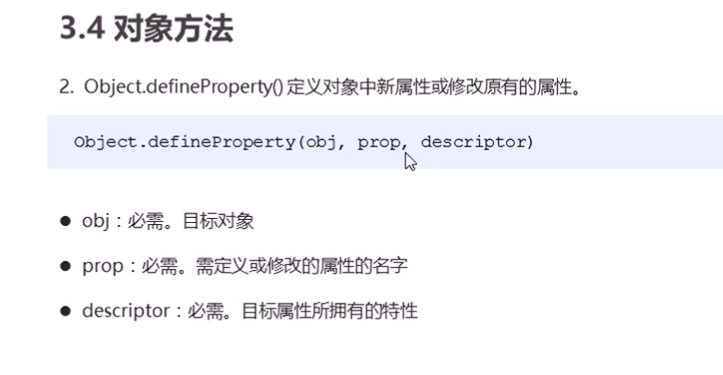 3.4 对象方法
2. Object.defineProperty() 定义对象中新属性或修改原有的属性。
Object.defineProperty(obj, prop, descriptor)
● obj：必需。目标对象
● prop：必需。需定义或修改的属性的名字
● descriptor：必需。目标属性所拥有的特性